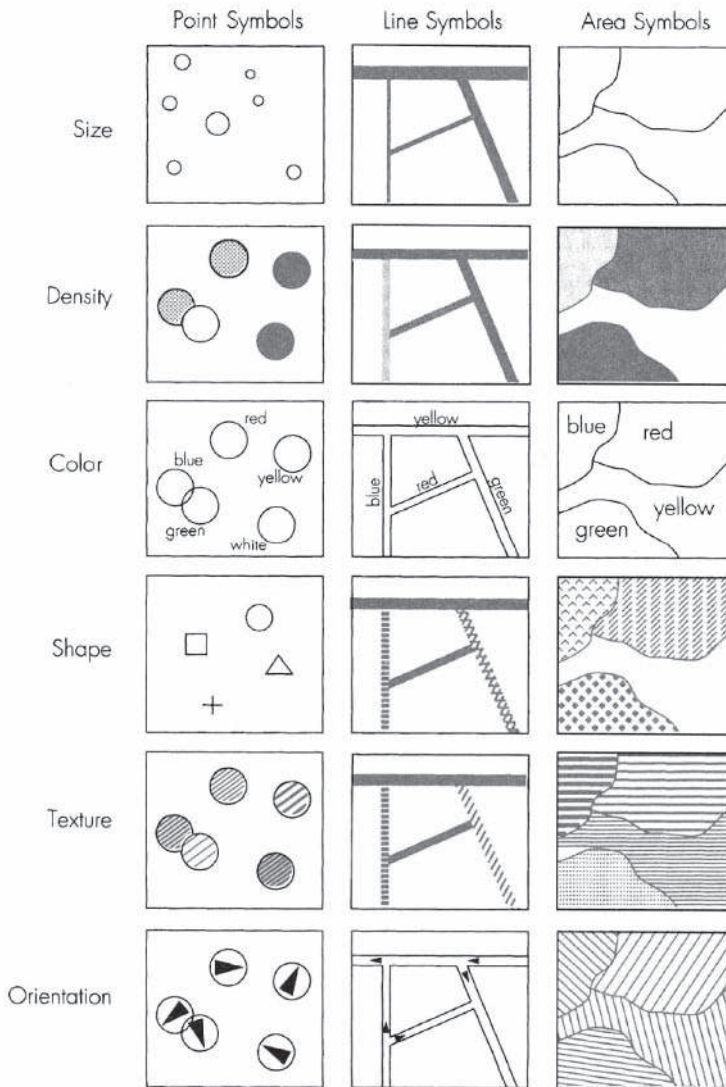 Point Symbols Line Symbols Area Symbols
Size
Density
Color
red
blue
yellow
green
white
yellow
blue
red
green
blue
red
yellow
green
Shape
Texture
Orientation